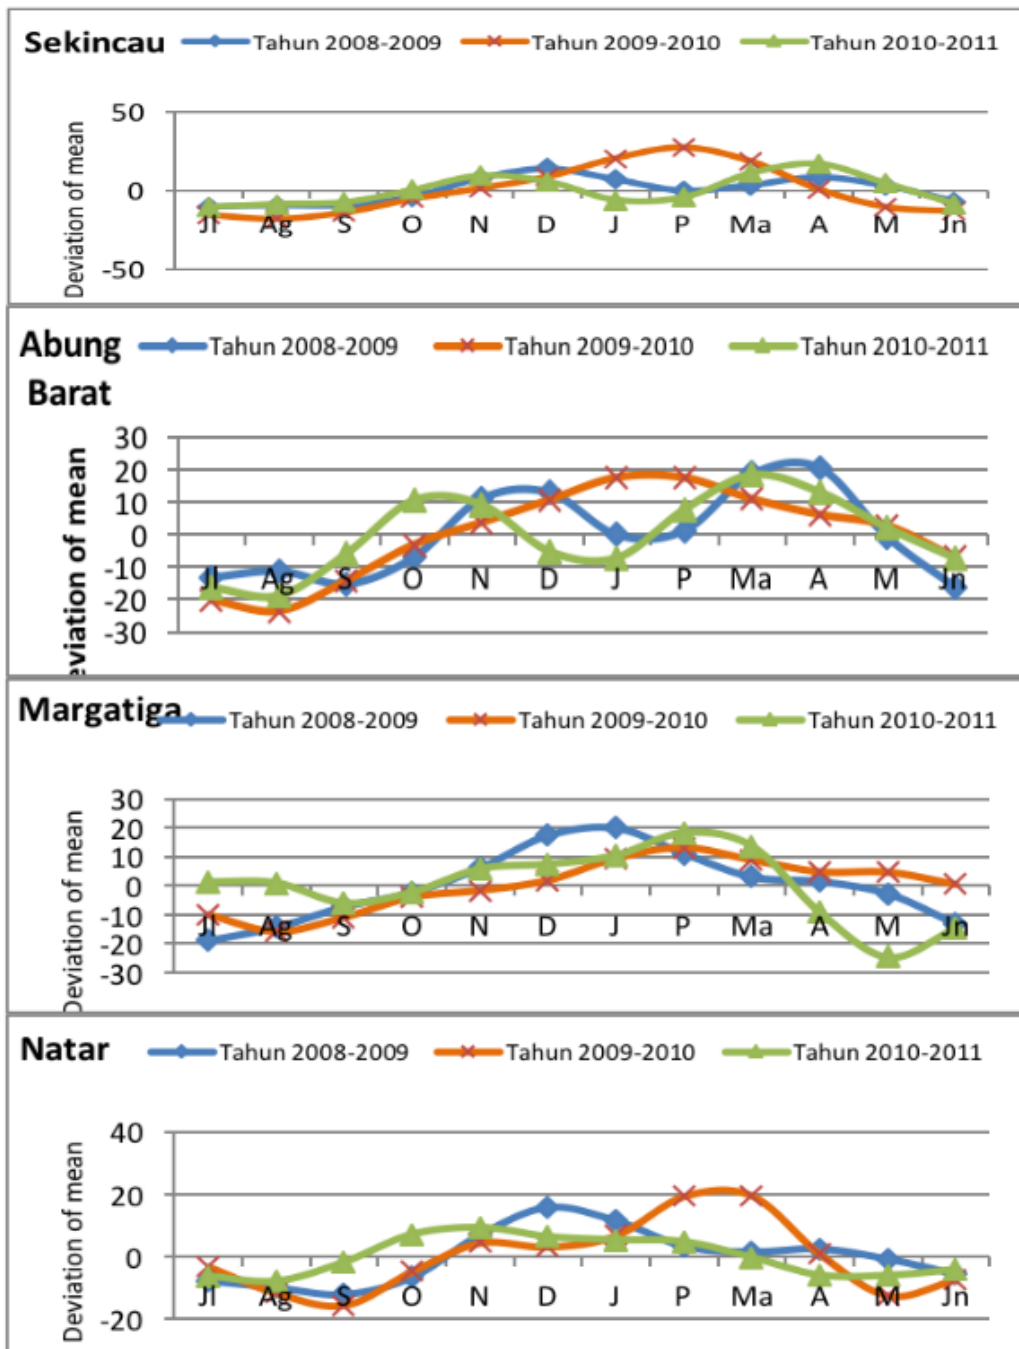 Sekincau Tahun 2008-2009 Tahun 2009-2010 Tahun 2010-2011
Deviation of mean
50
0
-50
Jl Ag S O N D J P Ma A M Jn
Abung Tahun 2008-2009 Tahun 2009-2010 Tahun 2010-2011
Barat
eviation of mean
30
20
10
0
-10
-20
-30
Jl Ag S O N D J P Ma A M Jn
Margatiga Tahun 2008-2009 Tahun 2009-2010 Tahun 2010-2011
Deviation of mean
30
20
10
0
-10
-20
-30
Jl Ag S O N D J P Ma A M Jn
Natar Tahun 2008-2009 Tahun 2009-2010 Tahun 2010-2011
Deviation of mean
40
20
0
-20
Jl Ag S O N D J P Ma A M Jn